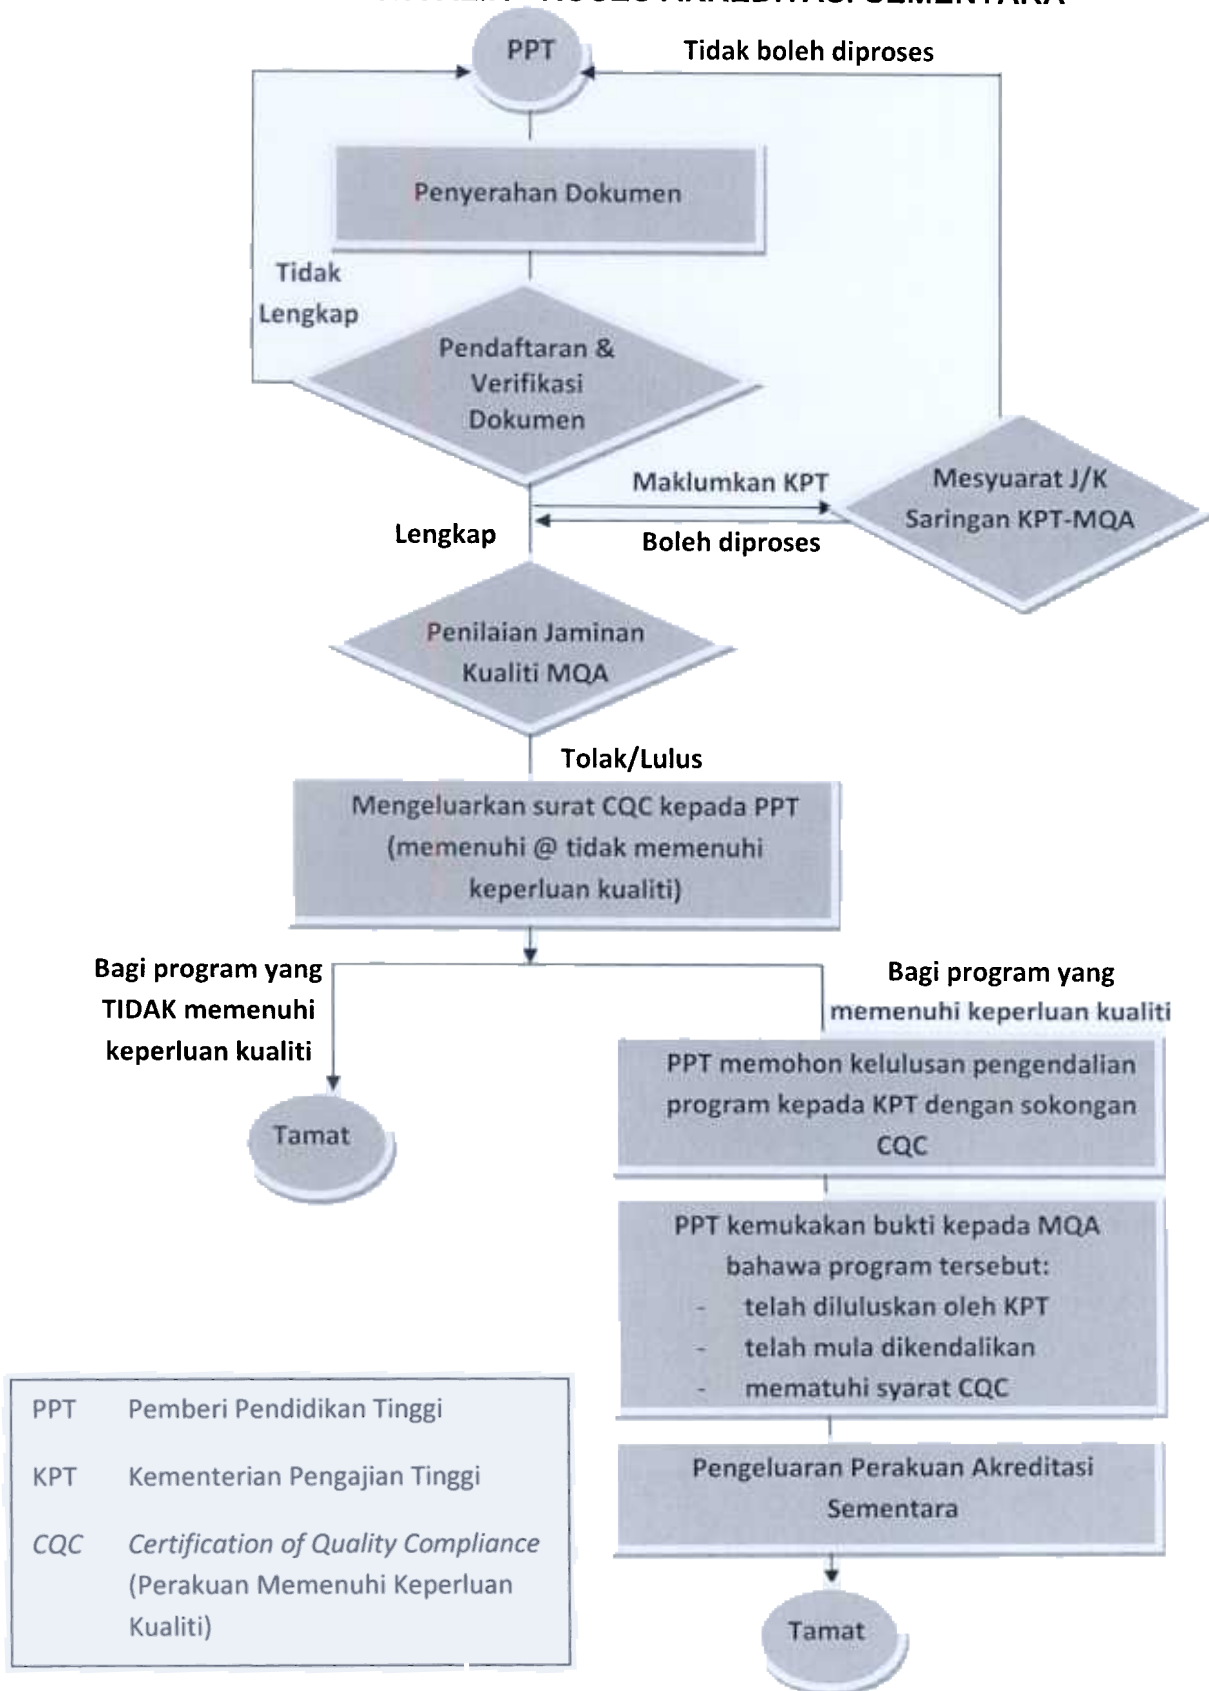 PROSES AKREDITASI SEMENTARA
PPT
Tidak boleh diproses
Penyerahan Dokumen
Tidak
Lengkap
Pendaftaran &
Verifikasi
Dokumen
Maklumkan KPT
Mesyuarat J/K
Saringan KPT-MQA
Lengkap
Boleh diproses
Penilaian Jaminan
Kualiti MQA
Tolak/Lulus
Mengeluarkan surat CQC kepada PPT
(memenuhi @ tidak memenuhi
keperluan kualiti)
Bagi program yang
TIDAK memenuhi
keperluan kualiti
Bagi program yang
memenuhi keperluan kualiti
Tamat
PPT memohon kelulusan pengendalian
program kepada KPT dengan sokongan
CQC
PPT kemukakan bukti kepada MQA
bahawa program tersebut:
- telah diluluskan oleh KPT
- telah mula dikendalikan
- mematuhi syarat CQC
Pengeluaran Perakuan Akreditasi
Sementara
Tamat
PPT Pemberi Pendidikan Tinggi
KPT Kementerian Pengajian Tinggi
CQC Certification of Quality Compliance
(Perakuan Memenuhi Keperluan
Kualiti)